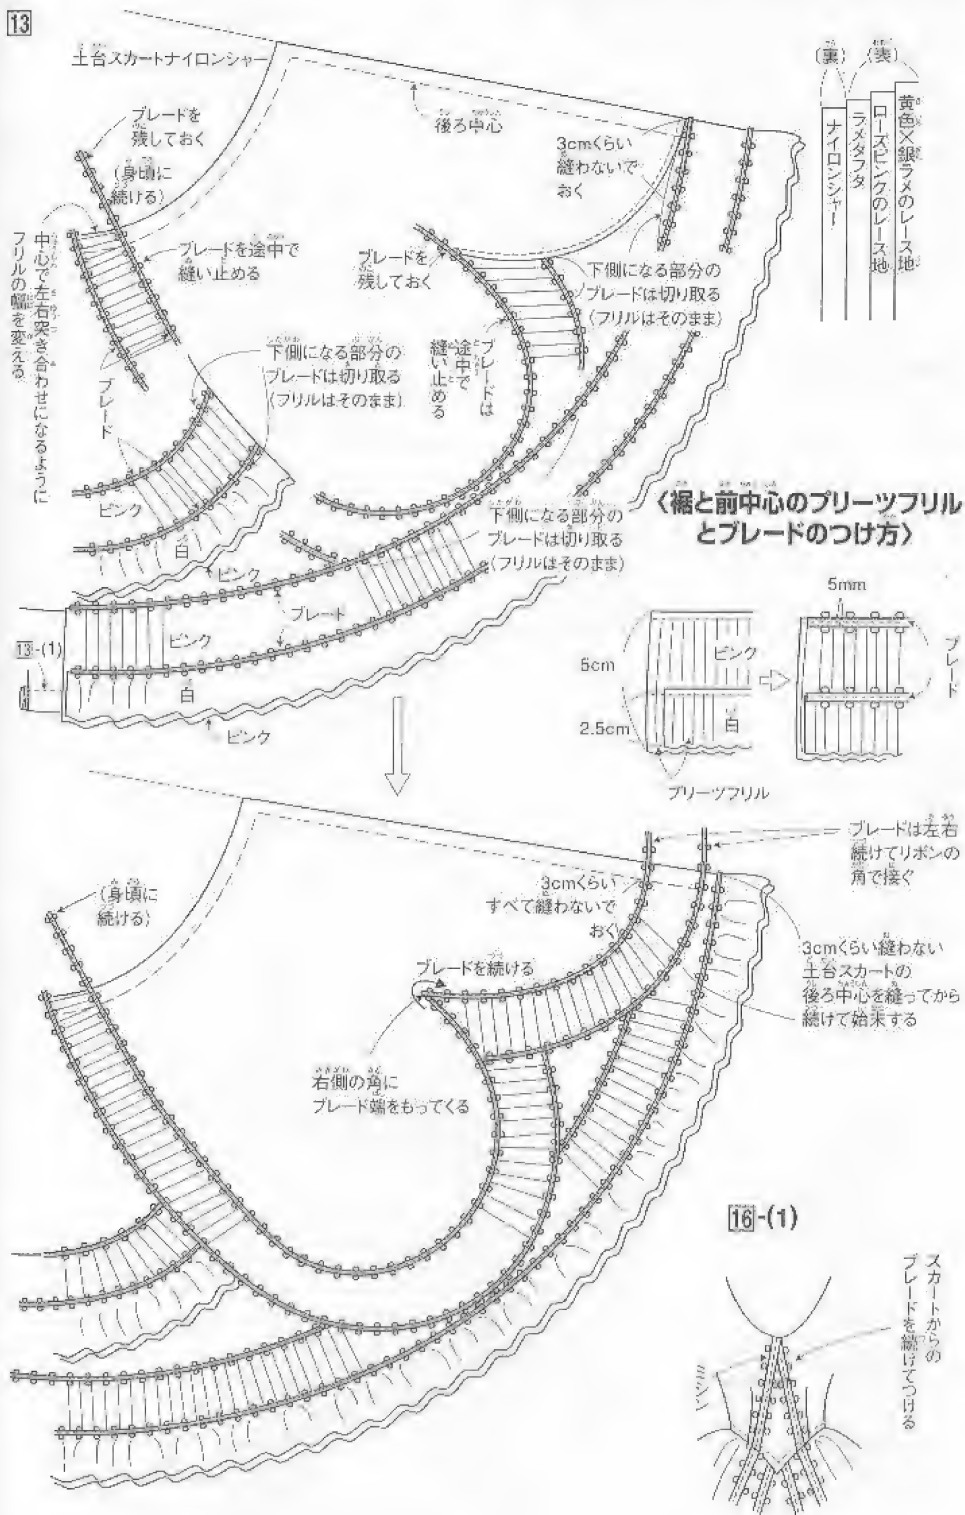 13
土台スカートナイロンシャー
ブレードを
残しておく
(身頃に
続ける)
後ろ中心
3cmくらい
縫わないで
おく
(裏)
(表)
黄色×銀ラメのレース地
ローズピンクのレース地
ラメタフタ
ナイロンシャー
中心で左右突き合わせになるように
フリルの幅を変える
ブレードを途中で
縫い止める
ブレードを
残しておく
下側になる部分の
ブレードは切り取る
(フリルはそのまま)
下側になる部分の
ブレードは切り取る
(フリルはそのまま)
ブレードは
途中で
縫い止める
ブレード
ピンク
白
ピンク
下側になる部分の
ブレードは切り取る
(フリルはそのまま)
ブレート
13-(1)
ピンク
白
ピンク
〈裾と前中心のプリーツフリル
とブレードのつけ方〉
5mm
5cm
ピンク
2.5cm
白
ブレード
プリーツフリル
(身頃に
続ける)
3cmくらい
すべて縫わないで
おく
ブレードは左右
続けてリボンの
角で接ぐ
ブレードを続ける
3cmくらい縫わない
土台スカートの
後ろ中心を縫ってから
続けて始末する
右側の角に
ブレード端をもってくる
16-(1)
スカートからの
ブレードを続けてつける
ミシン